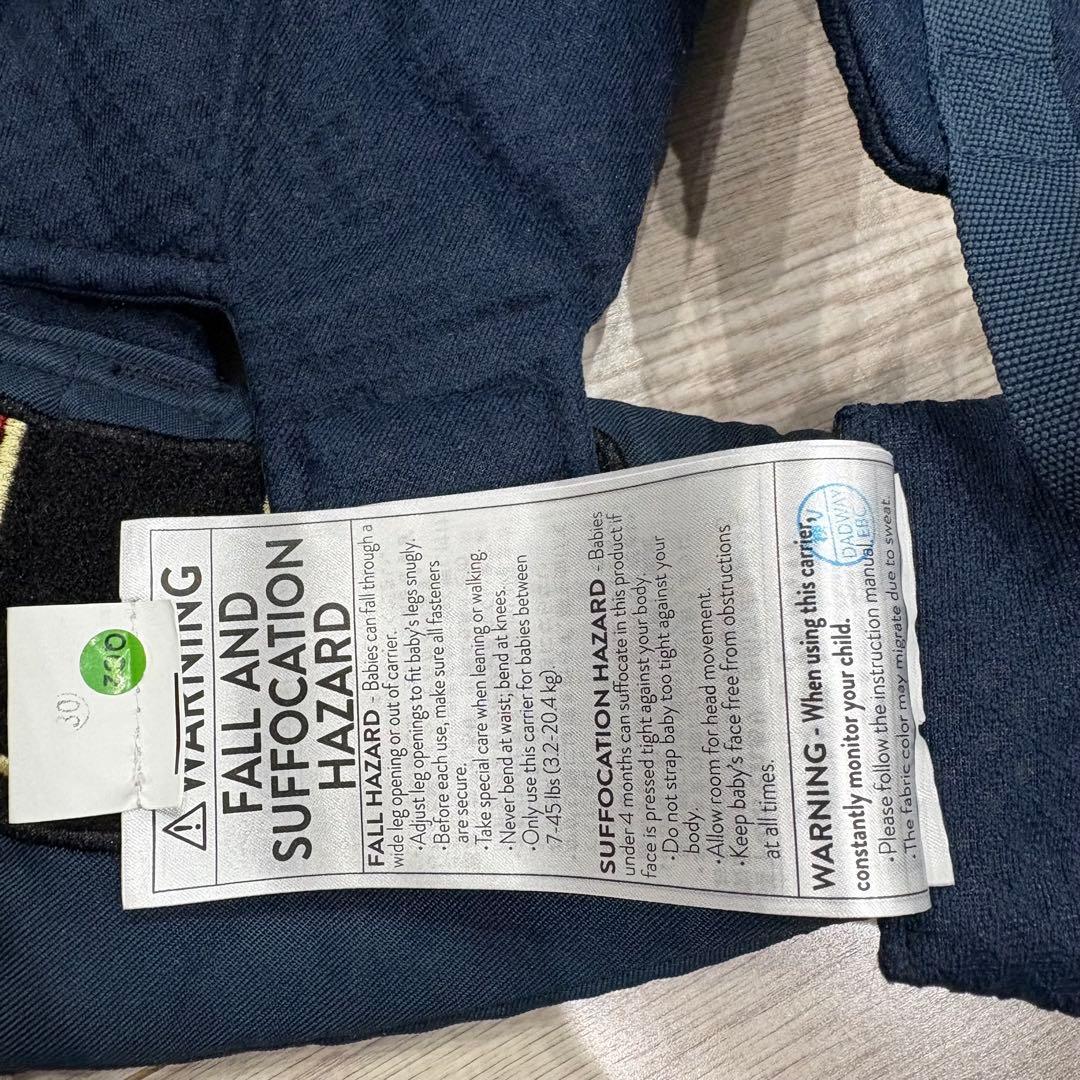 WARNING
FALL AND
SUFFOCATION
HAZARD
FALL HAZARD - Babies can fall through a
wide leg opening or out of carrier.
·Adjust leg openings to fit baby's legs snugly.
·Before each use, make sure all fasteners
are secure.
·Take special care when leaning or walking.
·Never bend at waist; bend at knees.
·Only use this carrier for babies between
7-45 lbs (3.2-20.4 kg).
SUFFOCATION HAZARD - Babies
under 4 months can suffocate in this product if
face is pressed tight against your body.
·Do not strap baby too tight against your
body.
·Allow room for head movement.
·Keep baby's face free from obstructions
at all times.
WARNING - When using this carrier,
constantly monitor your child.
·Please follow the instruction manual.
·The fabric color may migrate due to sweat.
DADWAY
EBC
30